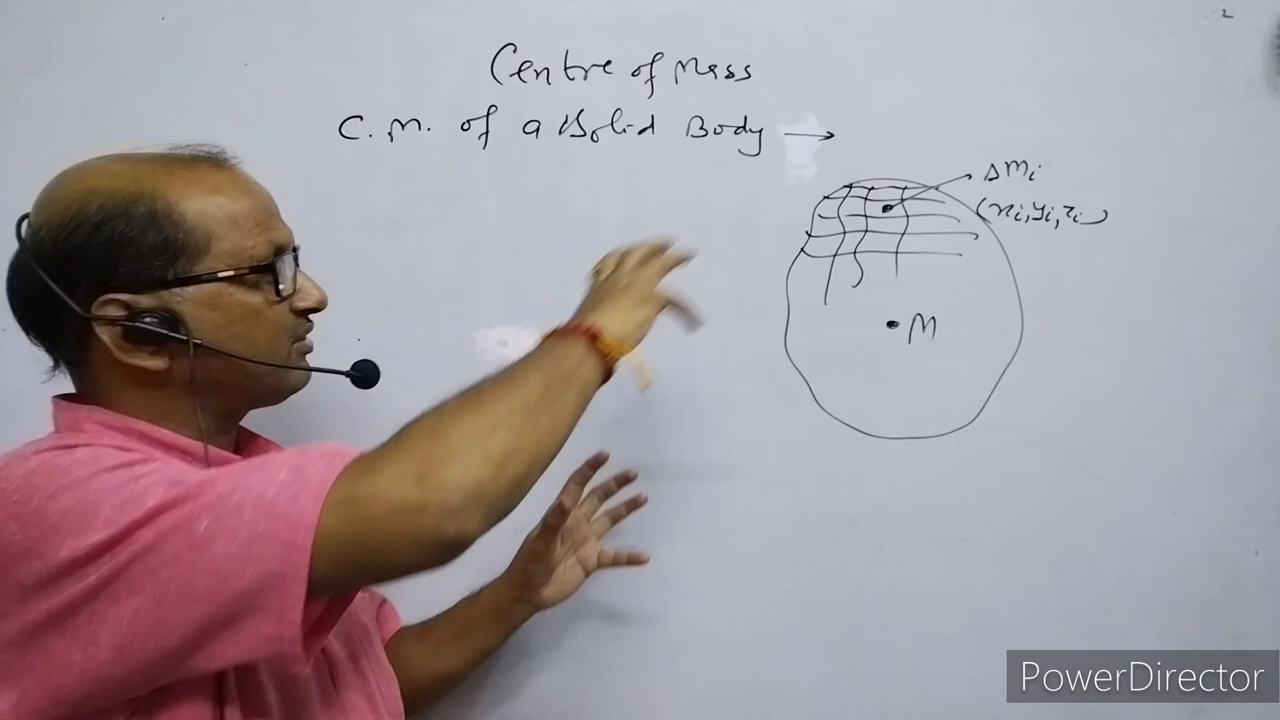 Centre of Mass
C.M. of a Solid Body →
Δmi
(xi, yi, zi)
M
PowerDirector